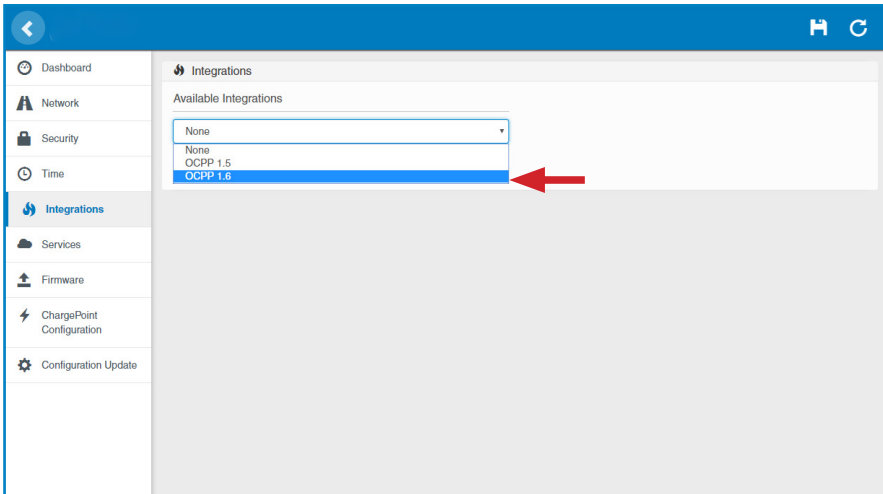 Dashboard
Network
Security
Time
Integrations
Services
Firmware
ChargePoint
Configuration
Configuration Update
Integrations
Available Integrations
None
None
OCPP 1.5
OCPP 1.6